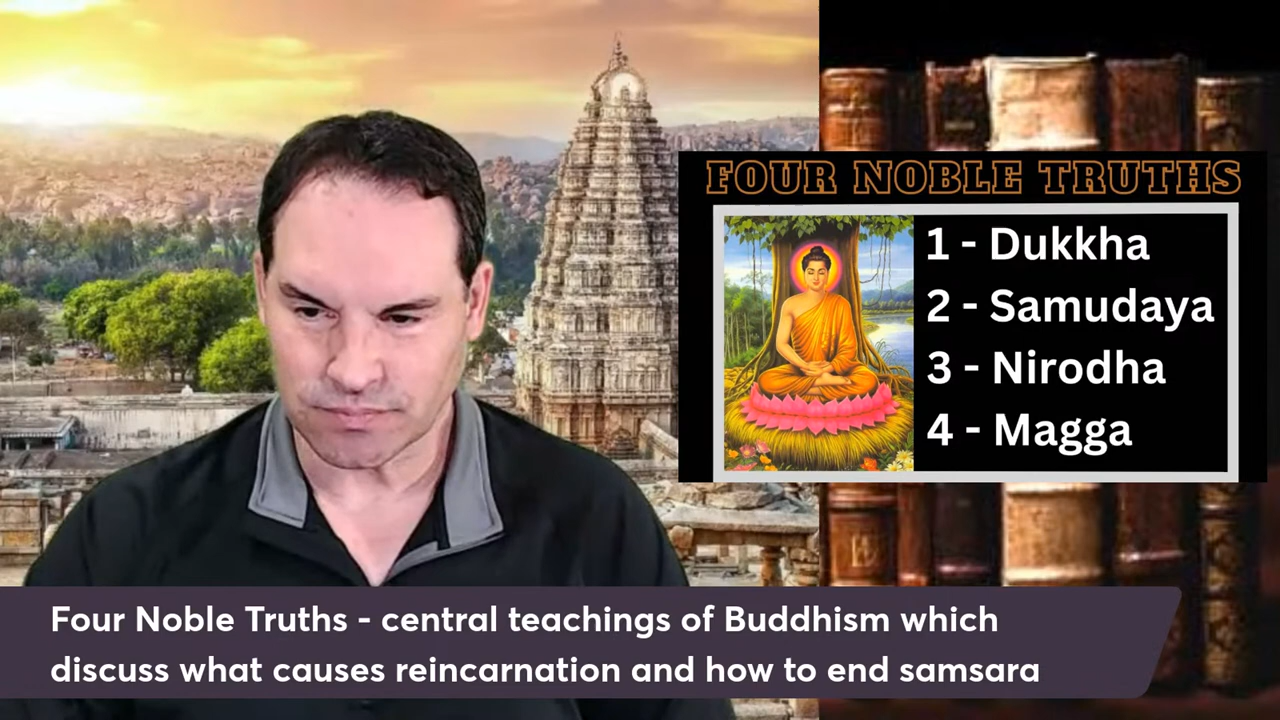 FOUR NOBLE TRUTHS
1 - Dukkha
2 - Samudaya
3 - Nirodha
4 - Magga
Four Noble Truths - central teachings of Buddhism which
discuss what causes reincarnation and how to end samsara